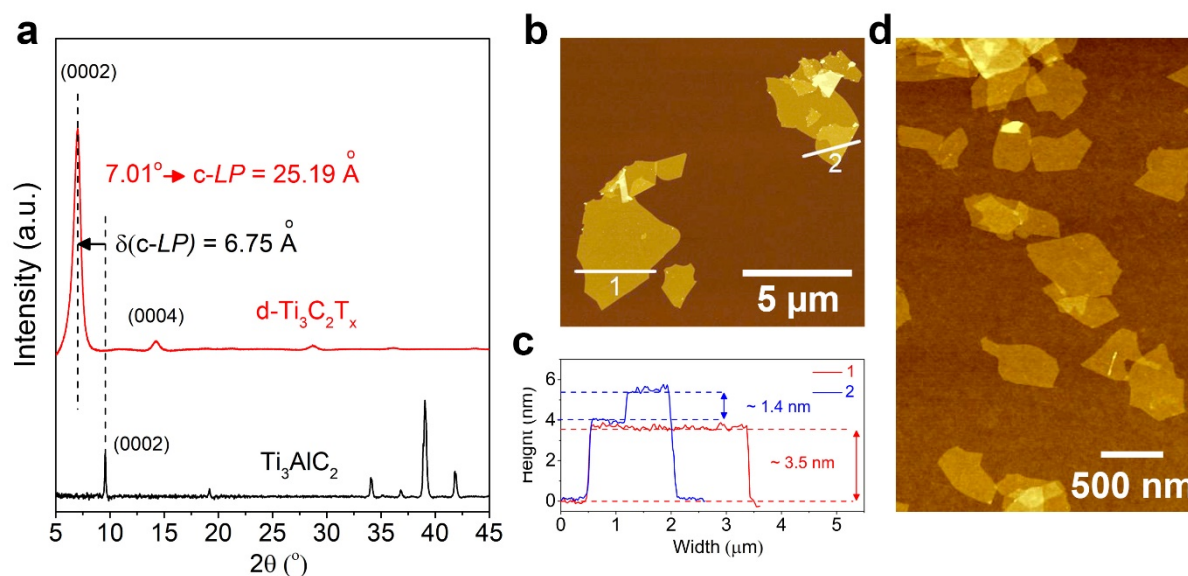 a
Intensity (a.u.)
(0002)
7.01° → c-LP = 25.19 Å
δ(c-LP) = 6.75 Å
(0004)
d-Ti₃C₂Tₓ
(0002)
Ti₃AlC₂
5 10 15 20 25 30 35 40 45
2θ (°)
b
1
2
5 μm
c
Height (nm)
6
4
2
0
1
2
~ 1.4 nm
~ 3.5 nm
0 1 2 3 4 5
Width (μm)
d
500 nm